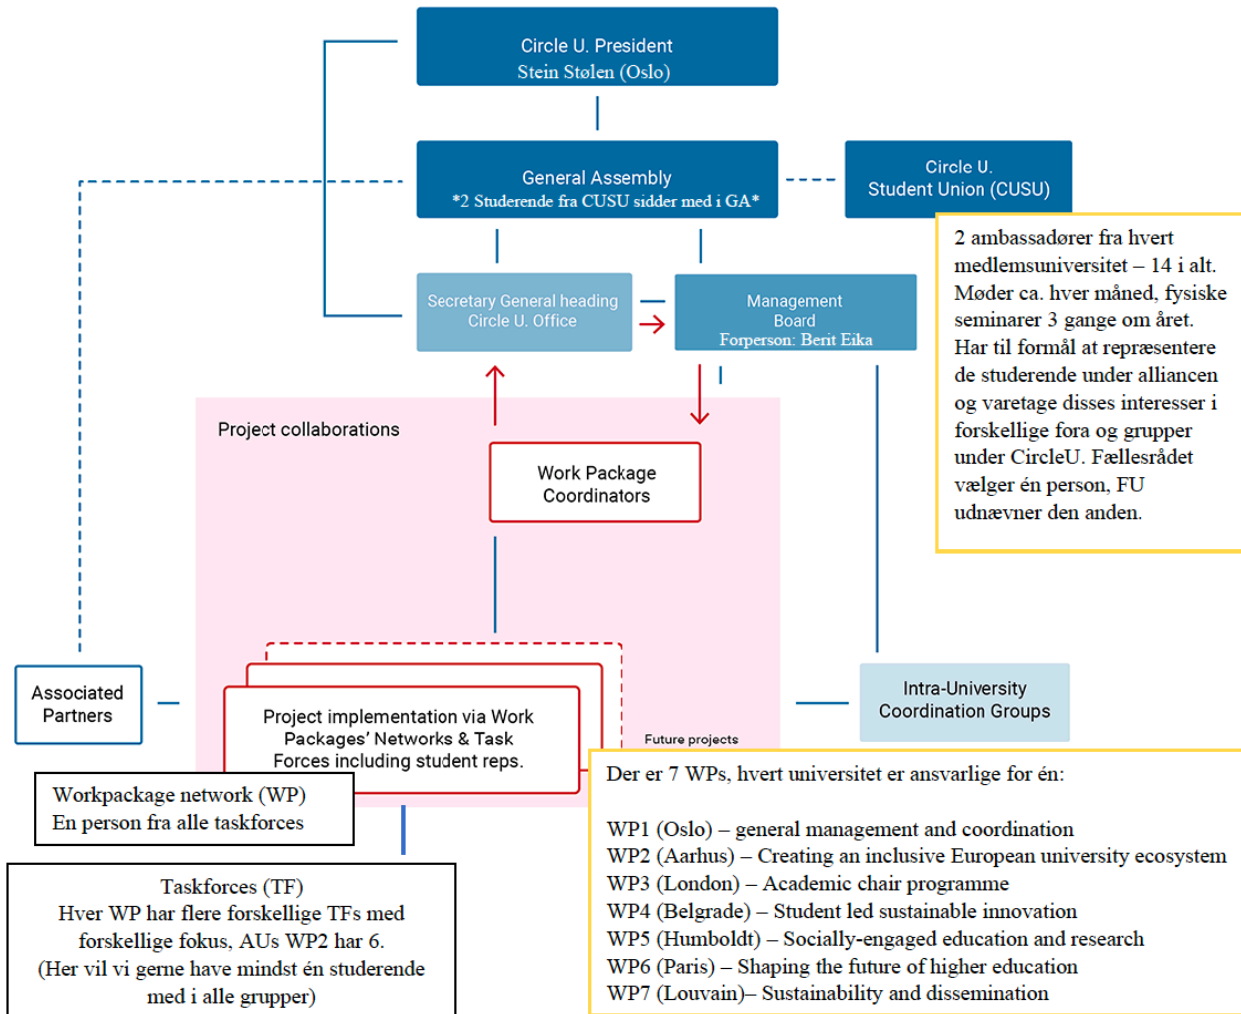 Circle U. President
Stein Stølen (Oslo)
General Assembly
*2 Studerende fra CUSU sidder med i GA*
Circle U.
Student Union (CUSU)
2 ambassadører fra hvert
medlemsuniversitet – 14 i alt.
Møder ca. hver måned, fysiske
seminarer 3 gange om året.
Har til formål at repræsentere
de studerende under alliancen
og varetage disses interesser i
forskellige fora og grupper
under CircleU. Fællesrådet
vælger én person, FU
udnævner den anden.
Secretary General heading
Circle U. Office
Management
Board
Forperson: Berit Eika
Project collaborations
Work Package
Coordinators
Associated
Partners
Project implementation via Work
Packages’ Networks & Task
Forces including student reps.
Future projects
Intra-University
Coordination Groups
Workpackage network (WP)
En person fra alle taskforces
Taskforces (TF)
Hver WP har flere forskellige TFs med
forskellige fokus, AUs WP2 har 6.
(Her vil vi gerne have mindst én studerende
med i alle grupper)
Der er 7 WPs, hvert universitet er ansvarlige for én:
WP1 (Oslo) – general management and coordination
WP2 (Aarhus) – Creating an inclusive European university ecosystem
WP3 (London) – Academic chair programme
WP4 (Belgrade) – Student led sustainable innovation
WP5 (Humboldt) – Socially-engaged education and research
WP6 (Paris) – Shaping the future of higher education
WP7 (Louvain)– Sustainability and dissemination